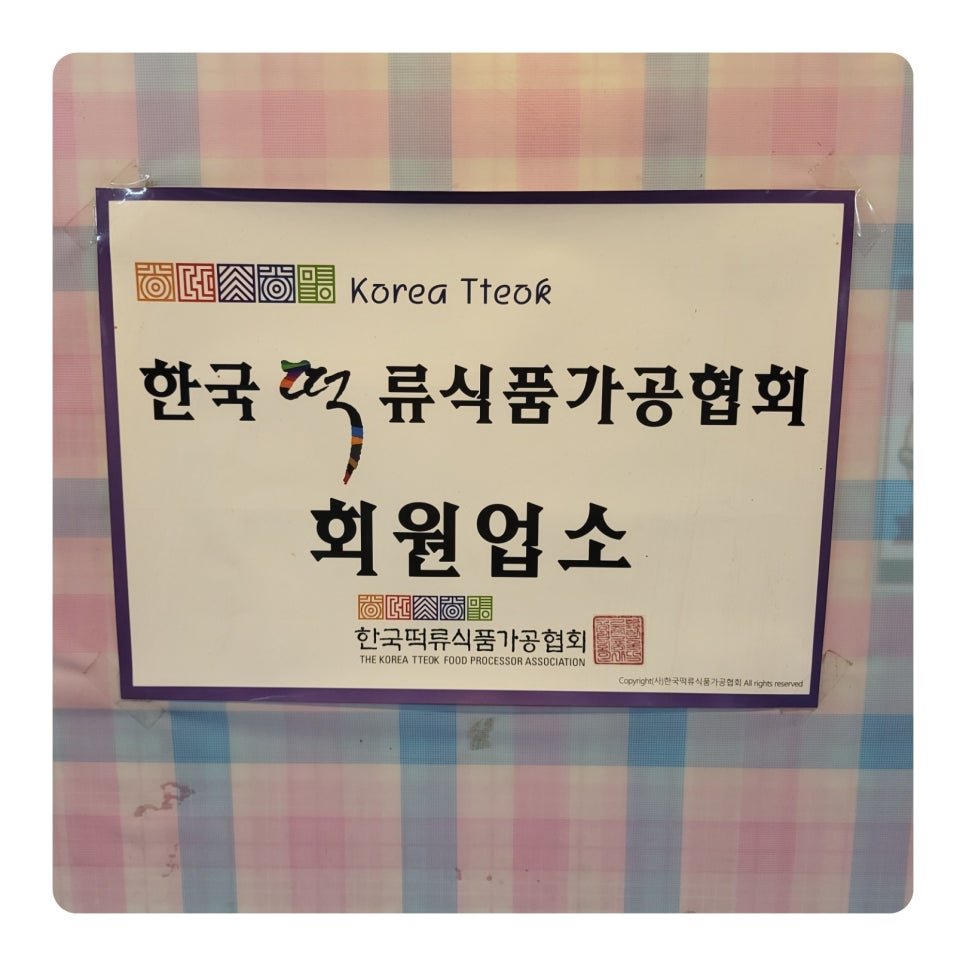 Korea Tteok
한국떡류식품가공협회
회원업소
한국떡류식품가공협회
THE KOREA TTEOK FOOD PROCESSOR ASSOCIATION
Copyright(사)한국떡류식품가공협회 All rights reserved